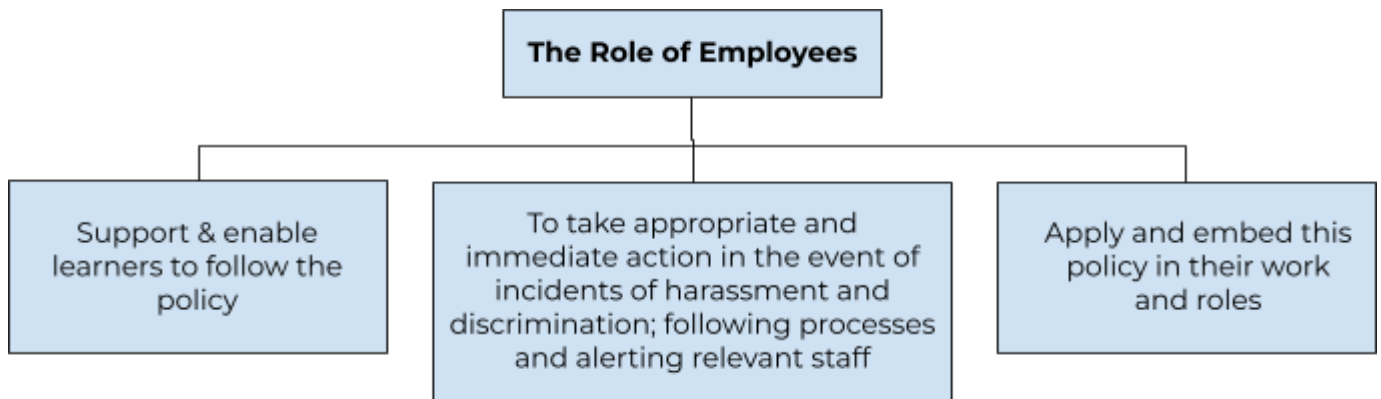 The Role of Employees
Support & enable
learners to follow the
policy
To take appropriate and
immediate action in the event of
incidents of harassment and
discrimination; following processes
and alerting relevant staff
Apply and embed this
policy in their work
and roles